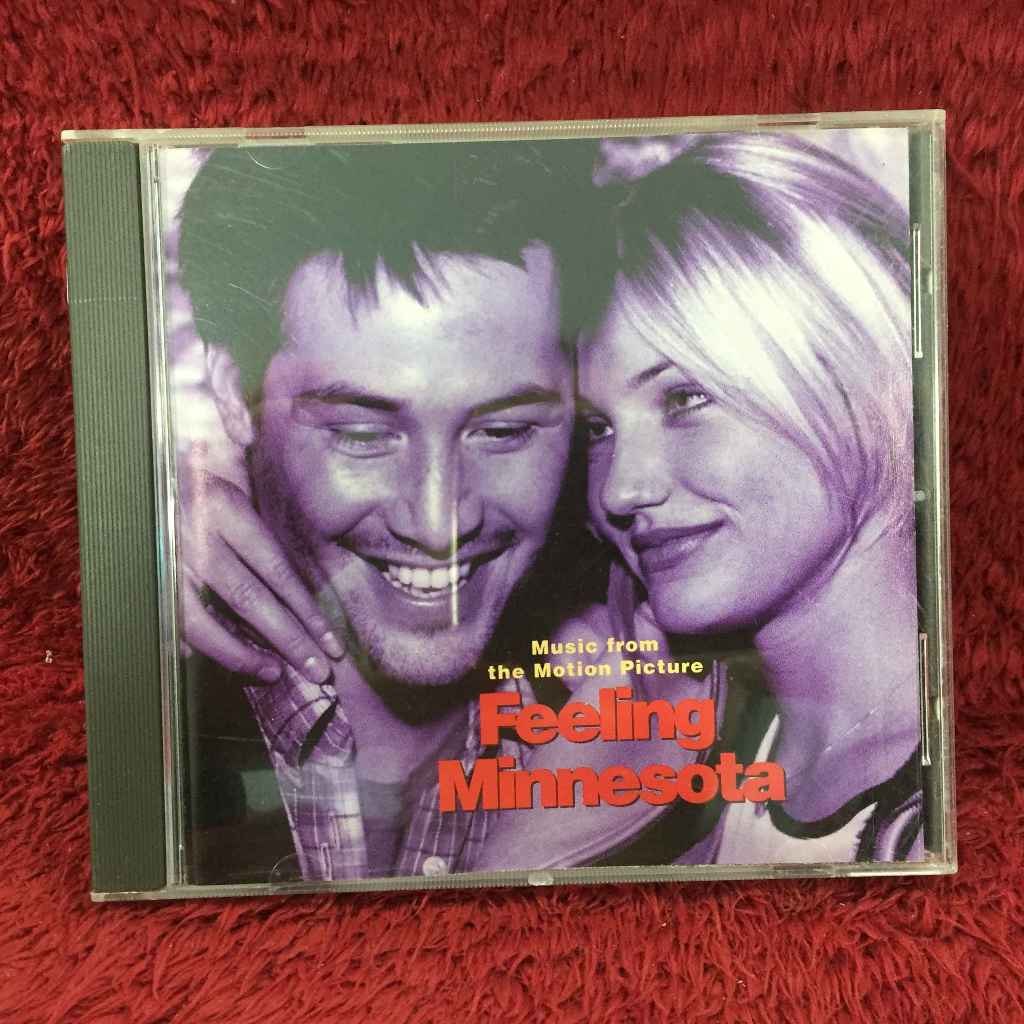 Music from
the Motion Picture
Feeling
Minnesota